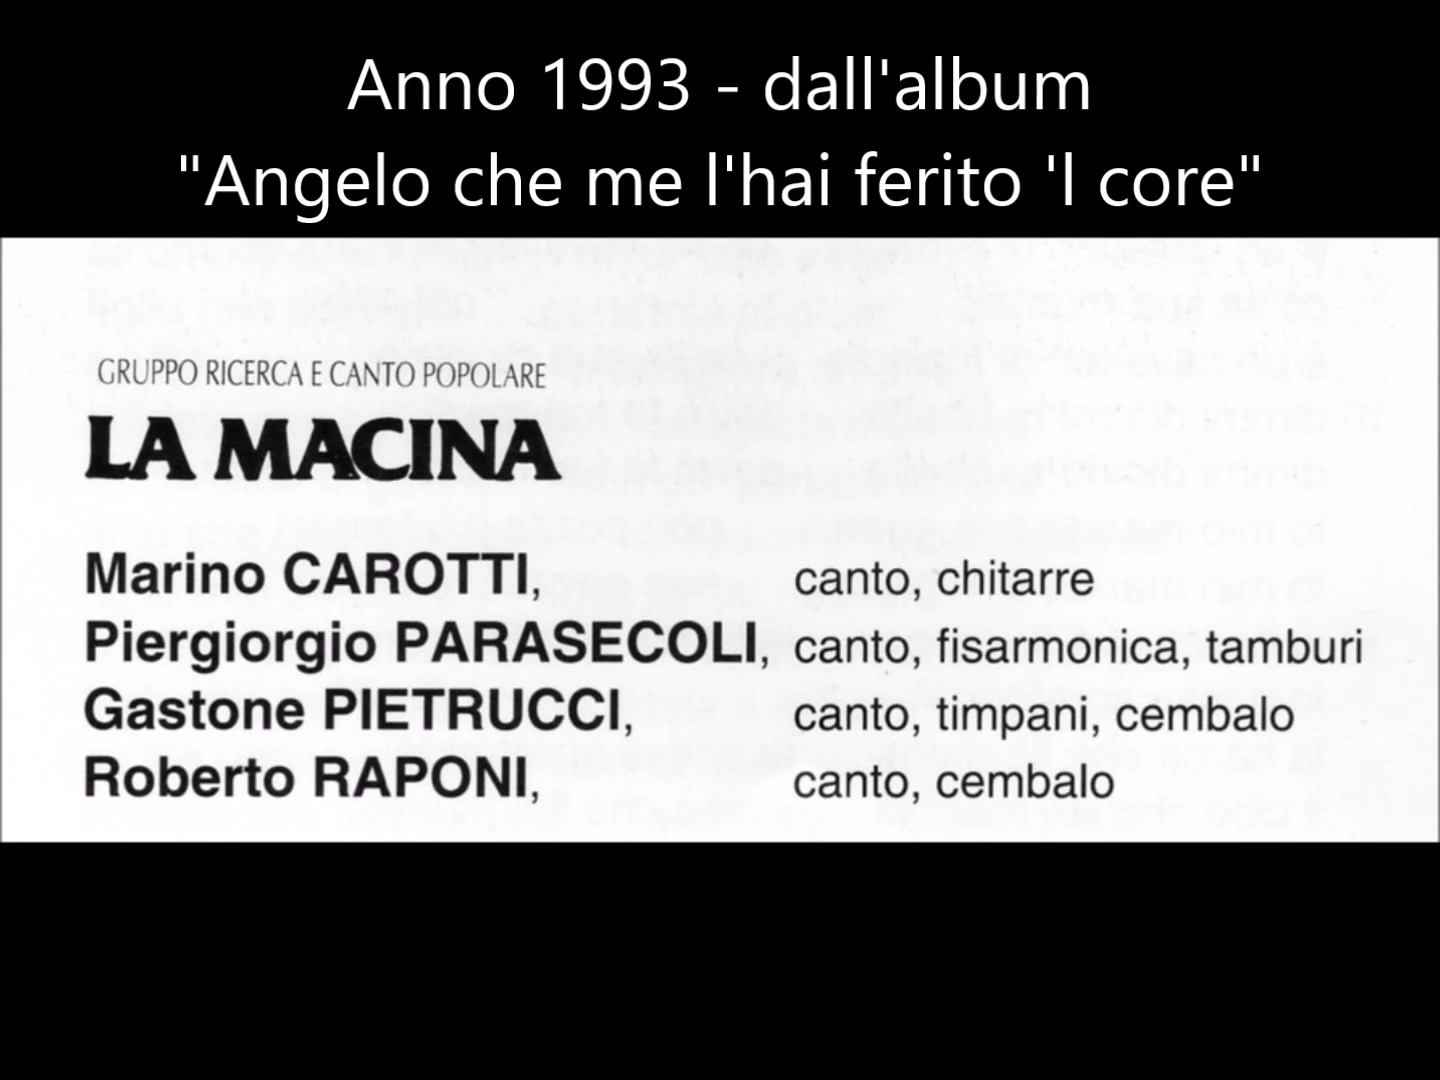 Anno 1993 - dall'album
"Angelo che me l'hai ferito 'l core"
GRUPPO RICERCA E CANTO POPOLARE
LA MACINA
Marino CAROTTI, canto, chitarre
Piergiorgio PARASECOLI, canto, fisarmonica, tamburi
Gastone PIETRUCCI, canto, timpani, cembalo
Roberto RAPONI, canto, cembalo